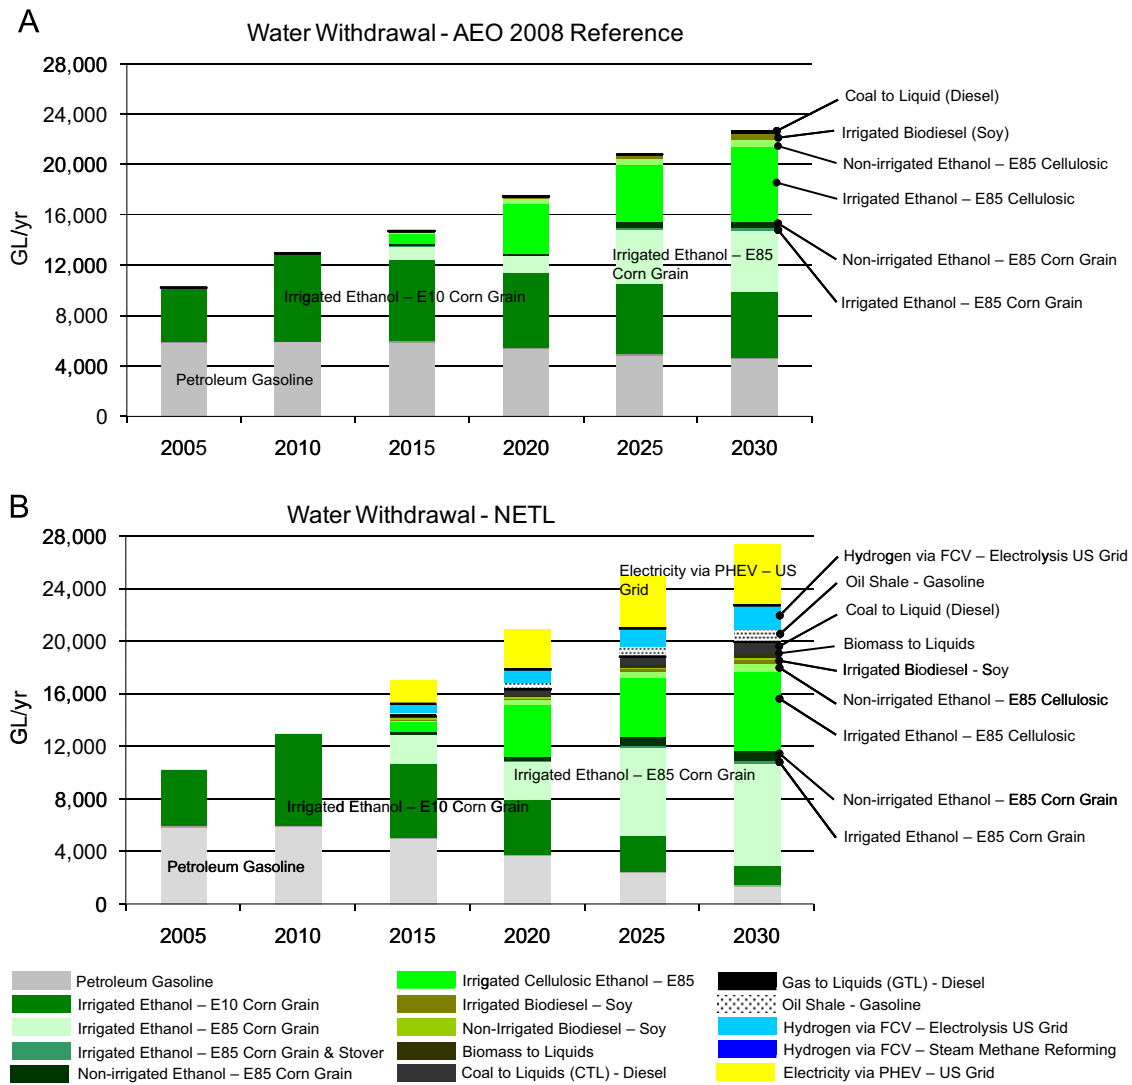 A
Water Withdrawal - AEO 2008 Reference
28,000
24,000
20,000
16,000
12,000
8,000
4,000
0
GL/yr
2005
2010
2015
2020
2025
2030
Petroleum Gasoline
Irrigated Ethanol – E10 Corn Grain
Irrigated Ethanol – E85
Corn Grain
Coal to Liquid (Diesel)
Irrigated Biodiesel (Soy)
Non-irrigated Ethanol – E85 Cellulosic
Irrigated Ethanol – E85 Cellulosic
Non-irrigated Ethanol – E85 Corn Grain
Irrigated Ethanol – E85 Corn Grain
B
Water Withdrawal - NETL
28,000
24,000
20,000
16,000
12,000
8,000
4,000
0
GL/yr
2005
2010
2015
2020
2025
2030
Petroleum Gasoline
Irrigated Ethanol – E10 Corn Grain
Irrigated Ethanol – E85 Corn Grain
Electricity via PHEV – US
Grid
Hydrogen via FCV – Electrolysis US Grid
Oil Shale - Gasoline
Coal to Liquid (Diesel)
Biomass to Liquids
Irrigated Biodiesel - Soy
Non-irrigated Ethanol – E85 Cellulosic
Irrigated Ethanol – E85 Cellulosic
Non-irrigated Ethanol – E85 Corn Grain
Irrigated Ethanol – E85 Corn Grain
Petroleum Gasoline
Irrigated Ethanol – E10 Corn Grain
Irrigated Ethanol – E85 Corn Grain
Irrigated Ethanol – E85 Corn Grain & Stover
Non-irrigated Ethanol – E85 Corn Grain
Irrigated Cellulosic Ethanol – E85
Irrigated Biodiesel – Soy
Non-Irrigated Biodiesel – Soy
Biomass to Liquids
Coal to Liquids (CTL) - Diesel
Gas to Liquids (GTL) - Diesel
Oil Shale - Gasoline
Hydrogen via FCV – Electrolysis US Grid
Hydrogen via FCV – Steam Methane Reforming
Electricity via PHEV – US Grid